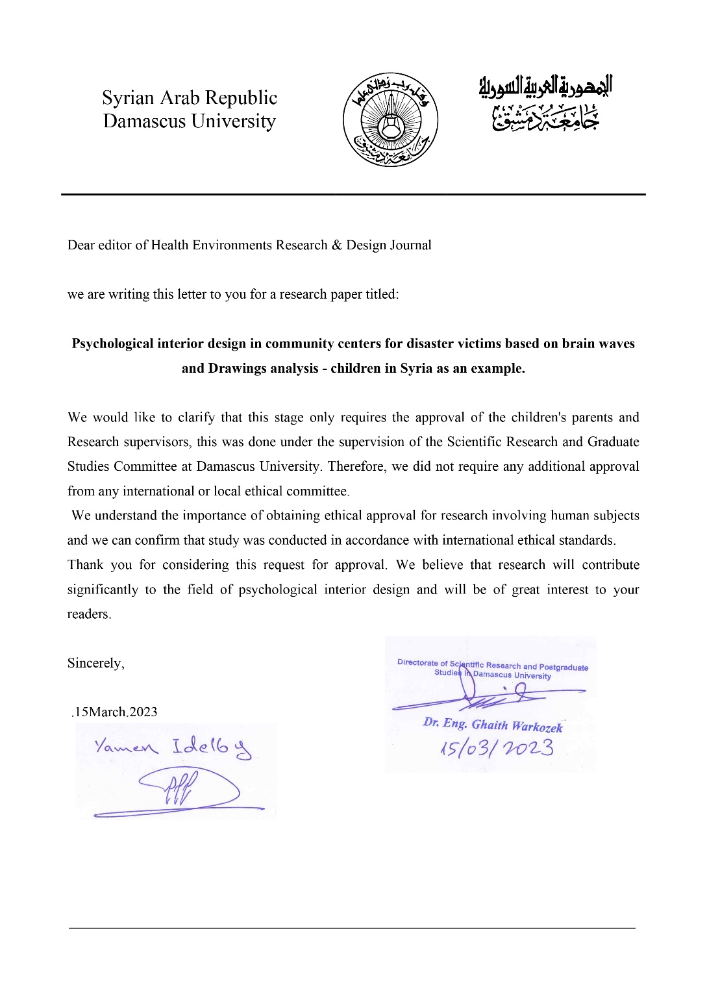 Syrian Arab Republic
Damascus University
وقل رب زدني علما
جامعة دمشق
الجمهورية العربية السورية
جامعة دمشق
Dear editor of Health Environments Research & Design Journal
we are writing this letter to you for a research paper titled:
Psychological interior design in community centers for disaster victims based on brain waves
and Drawings analysis - children in Syria as an example.
We would like to clarify that this stage only requires the approval of the children's parents and
Research supervisors, this was done under the supervision of the Scientific Research and Graduate
Studies Committee at Damascus University. Therefore, we did not require any additional approval
from any international or local ethical committee.
We understand the importance of obtaining ethical approval for research involving human subjects
and we can confirm that study was conducted in accordance with international ethical standards.
Thank you for considering this request for approval. We believe that research will contribute
significantly to the field of psychological interior design and will be of great interest to your
readers.
Sincerely,
.15March.2023
Yamen Idelby
Directorate of Scientific Research and Postgraduate
Studies in Damascus University
Dr. Eng. Ghaith Warkozek
15/03/2023